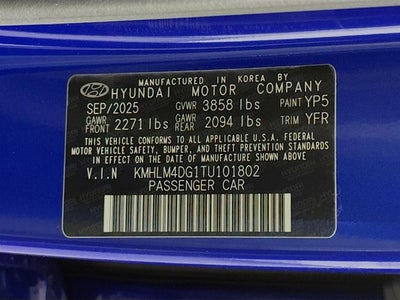 MANUFACTURED IN KOREA BY
HYUNDAI MOTOR COMPANY
SEP/2025 GVWR 3858 lbs PAINT YP5
GAWR FRONT 2271 lbs GAWR REAR 2094 lbs TRIM YFR
THIS VEHICLE CONFORMS TO ALL APPLICABLE U.S.
FEDERAL MOTOR VEHICLE SAFETY, BUMPER, AND THEFT
PREVENTION STANDARDS IN EFFECT ON THE DATE OF
MANUFACTURE SHOWN ABOVE.
V.I.N KMHLM4DG1TU101802
PASSENGER CAR